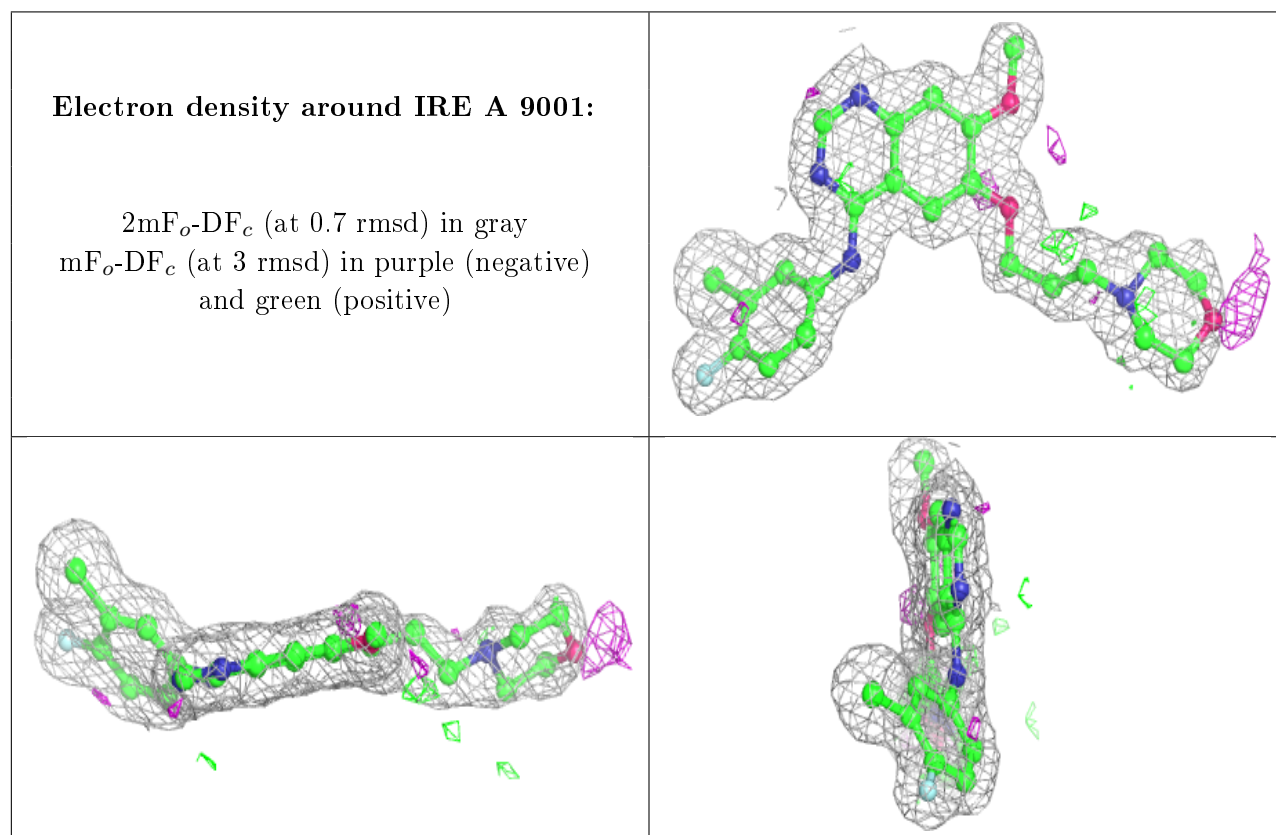 Electron density around IRE A 9001:
2mFo-DFc (at 0.7 rmsd) in gray
mFo-DFc (at 3 rmsd) in purple (negative)
and green (positive)